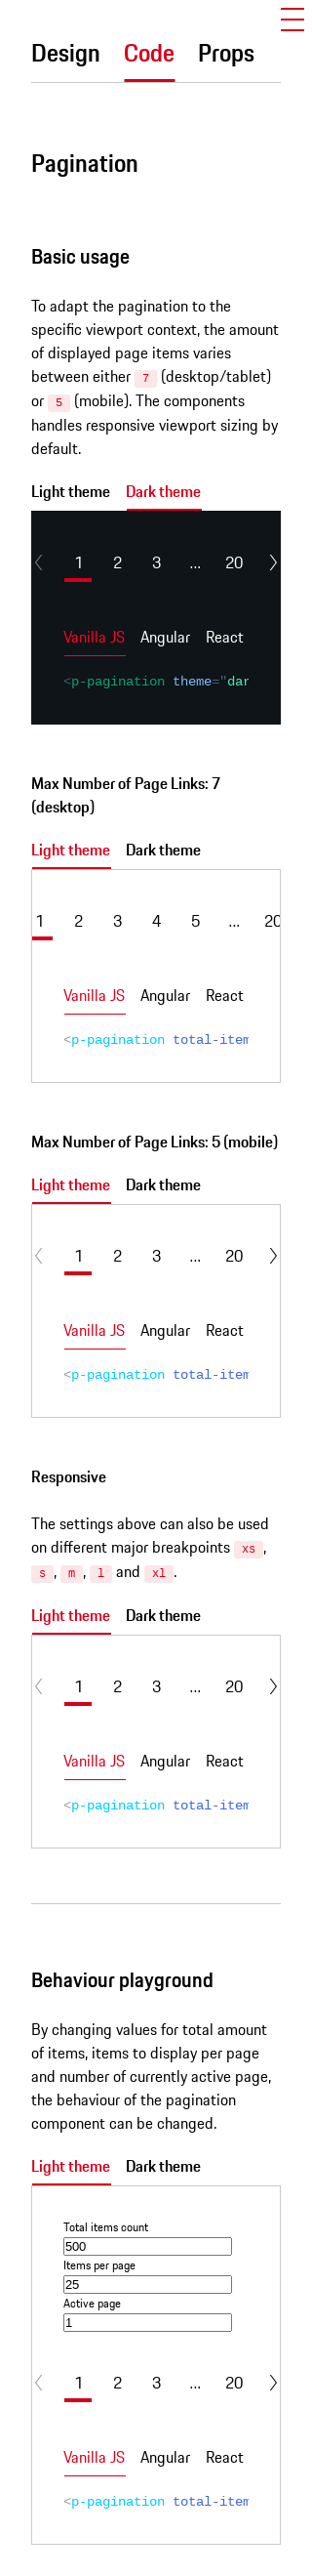 Design Code Props
Pagination
Basic usage
To adapt the pagination to the
specific viewport context, the amount
of displayed page items varies
between either 7 (desktop/tablet)
or 5 (mobile). The components
handles responsive viewport sizing by
default.
Light theme Dark theme
1 2 3 ... 20
Vanilla JS Angular React
<p-pagination theme="dar
Max Number of Page Links: 7
(desktop)
Light theme Dark theme
1 2 3 4 5 ... 20
Vanilla JS Angular React
<p-pagination total-item
Max Number of Page Links: 5 (mobile)
Light theme Dark theme
1 2 3 ... 20
Vanilla JS Angular React
<p-pagination total-item
Responsive
The settings above can also be used
on different major breakpoints xs,
s, m, l and xl.
Light theme Dark theme
1 2 3 ... 20
Vanilla JS Angular React
<p-pagination total-item
Behaviour playground
By changing values for total amount
of items, items to display per page
and number of currently active page,
the behaviour of the pagination
component can be changed.
Light theme Dark theme
Total items count
500
Items per page
25
Active page
1
1 2 3 ... 20
Vanilla JS Angular React
<p-pagination total-item